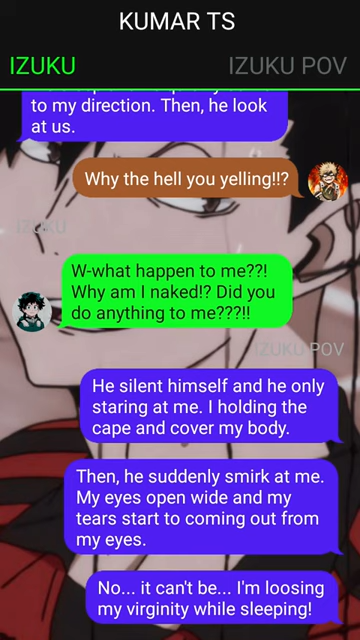 KUMAR TS
IZUKU
IZUKU POV
to my direction. Then, he look
at us.
Why the hell you yelling!!?
IZUKU
W-what happen to me??!
Why am I naked!? Did you
do anything to me???!!
IZUKU POV
He silent himself and he only
staring at me. I holding the
cape and cover my body.
Then, he suddenly smirk at me.
My eyes open wide and my
tears start to coming out from
my eyes.
No... it can't be... I'm loosing
my virginity while sleeping!